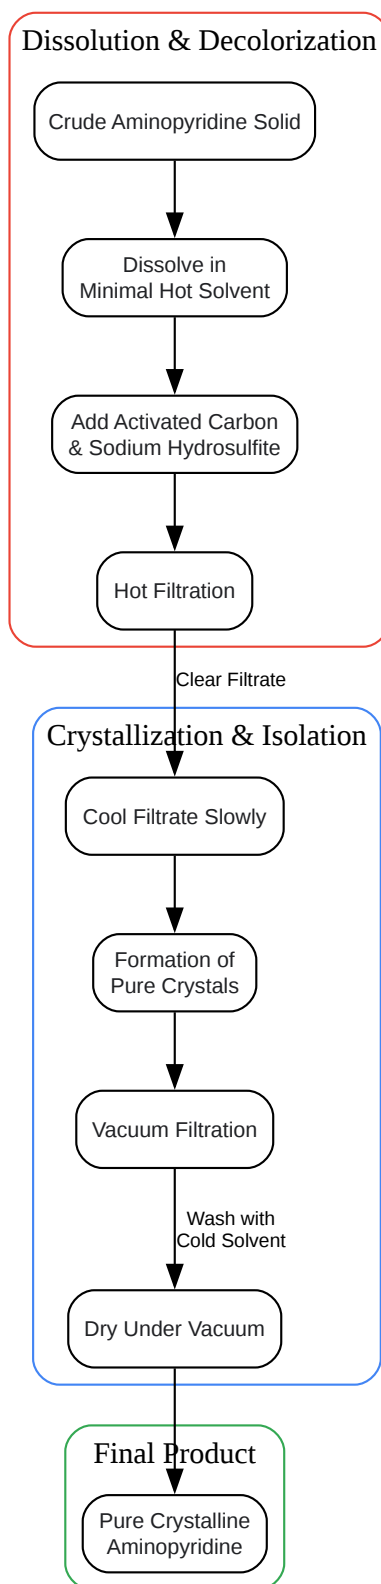 Dissolution & Decolorization
Crude Aminopyridine Solid
Dissolve in
Minimal Hot Solvent
Add Activated Carbon
& Sodium Hydrosulfite
Hot Filtration
Clear Filtrate
Crystallization & Isolation
Cool Filtrate Slowly
Formation of
Pure Crystals
Vacuum Filtration
Wash with
Cold Solvent
Dry Under Vacuum
Final Product
Pure Crystalline
Aminopyridine